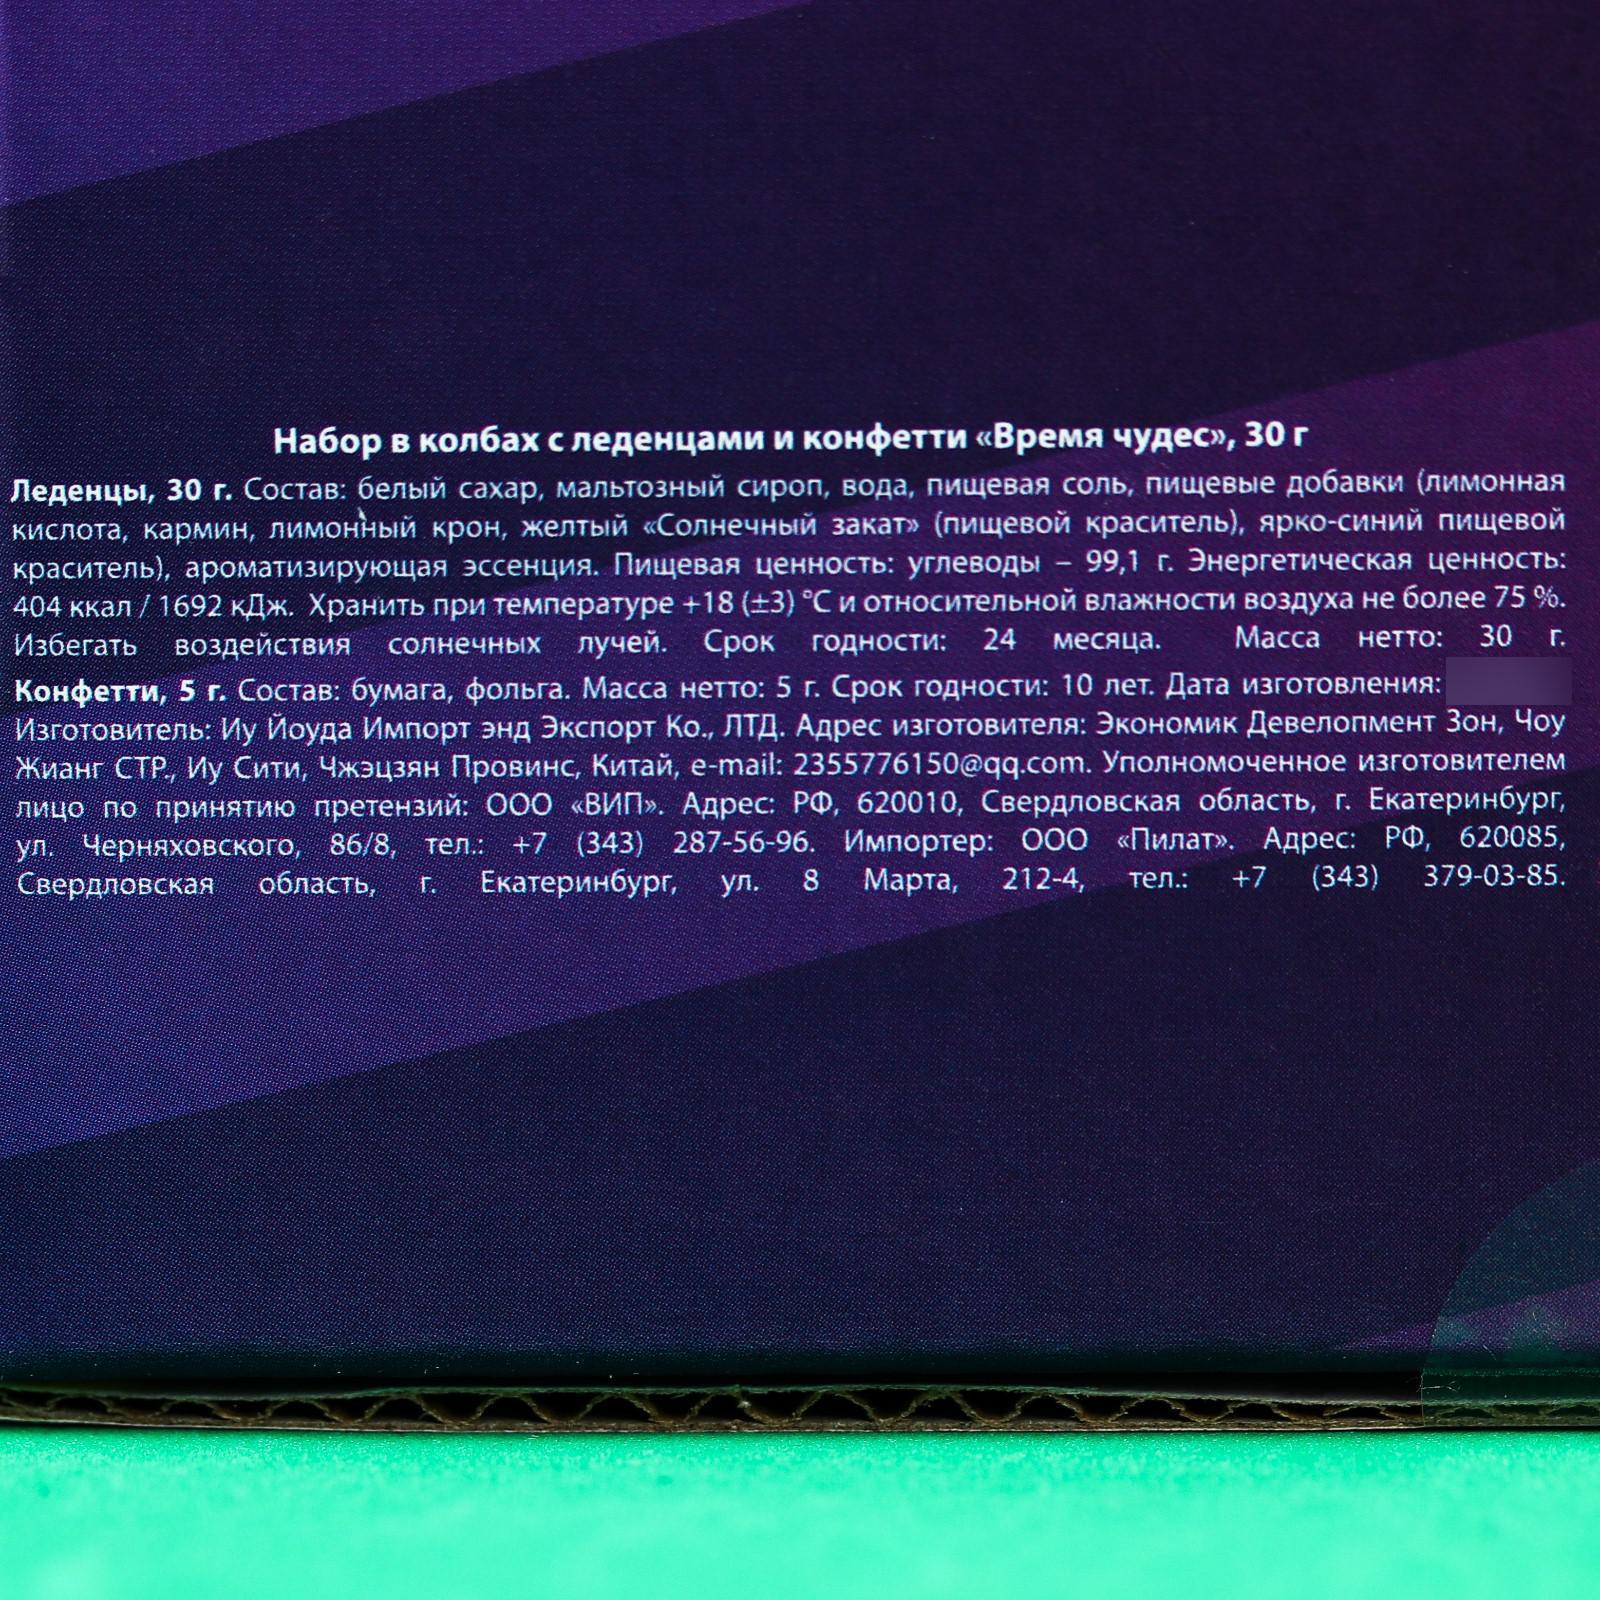 Набор в колбах с леденцами и конфетти «Время чудес», 30 г
Леденцы, 30 г. Состав: белый сахар, мальтозный сироп, вода, пищевая соль, пищевые добавки (лимонная
кислота, кармин, лимонный крон, желтый «Солнечный закат» (пищевой краситель), ярко-синий пищевой
краситель), ароматизирующая эссенция. Пищевая ценность: углеводы – 99,1 г. Энергетическая ценность:
404 ккал / 1692 кДж. Хранить при температуре +18 (±3) °С и относительной влажности воздуха не более 75 %.
Избегать воздействия солнечных лучей. Срок годности: 24 месяца. Масса нетто: 30 г.
Конфетти, 5 г. Состав: бумага, фольга. Масса нетто: 5 г. Срок годности: 10 лет. Дата изготовления:
Изготовитель: Иу Йоуда Импорт энд Экспорт Ко., ЛТД. Адрес изготовителя: Экономик Девелопмент Зон, Чоу
Жианг СТР., Иу Сити, Чжэцзян Провинс, Китай, e-mail: 2355776150@qq.com. Уполномоченное изготовителем
лицо по принятию претензий: ООО «ВИП». Адрес: РФ, 620010, Свердловская область, г. Екатеринбург,
ул. Черняховского, 86/8, тел.: +7 (343) 287-56-96. Импортер: ООО «Пилат». Адрес: РФ, 620085,
Свердловская область, г. Екатеринбург, ул. 8 Марта, 212-4, тел.: +7 (343) 379-03-85.